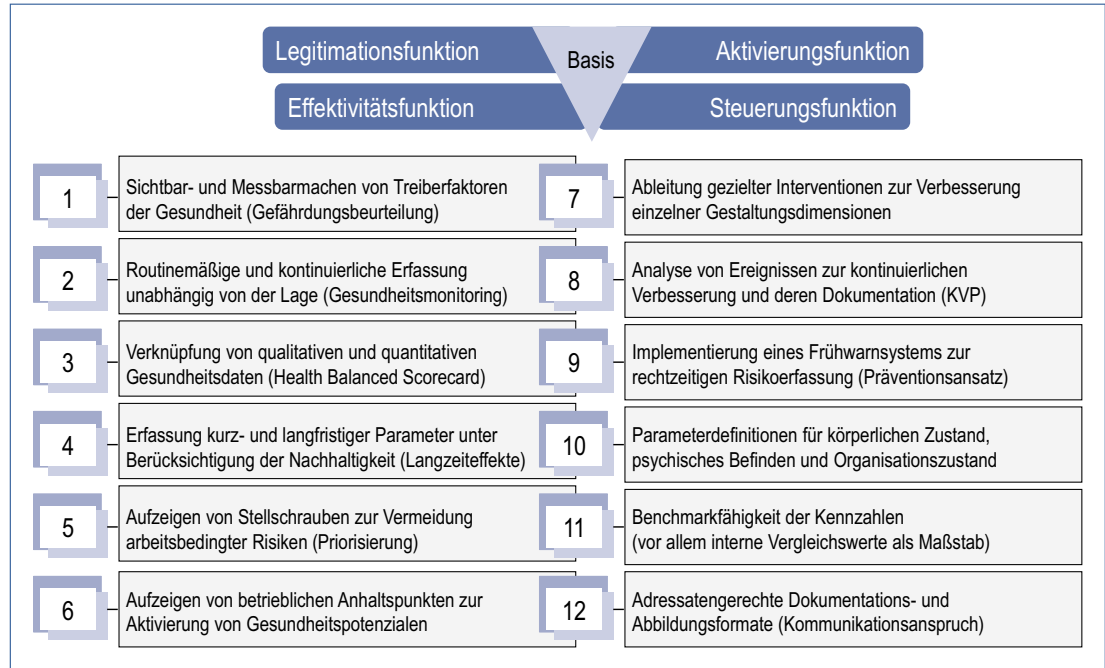 Legitimationsfunktion
Basis
Aktivierungsfunktion
Effektivitätsfunktion
Steuerungsfunktion
1
Sichtbar- und Messbarmachen von Treiberfaktoren
der Gesundheit (Gefährdungsbeurteilung)
2
Routinemäßige und kontinuierliche Erfassung
unabhängig von der Lage (Gesundheitsmonitoring)
3
Verknüpfung von qualitativen und quantitativen
Gesundheitsdaten (Health Balanced Scorecard)
4
Erfassung kurz- und langfristiger Parameter unter
Berücksichtigung der Nachhaltigkeit (Langzeiteffekte)
5
Aufzeigen von Stellschrauben zur Vermeidung
arbeitsbedingter Risiken (Priorisierung)
6
Aufzeigen von betrieblichen Anhaltspunkten zur
Aktivierung von Gesundheitspotenzialen
7
Ableitung gezielter Interventionen zur Verbesserung
einzelner Gestaltungsdimensionen
8
Analyse von Ereignissen zur kontinuierlichen
Verbesserung und deren Dokumentation (KVP)
9
Implementierung eines Frühwarnsystems zur
rechtzeitigen Risikoerfassung (Präventionsansatz)
10
Parameterdefinitionen für körperlichen Zustand,
psychisches Befinden und Organisationszustand
11
Benchmarkfähigkeit der Kennzahlen
(vor allem interne Vergleichswerte als Maßstab)
12
Adressatengerechte Dokumentations- und
Abbildungsformate (Kommunikationsanspruch)